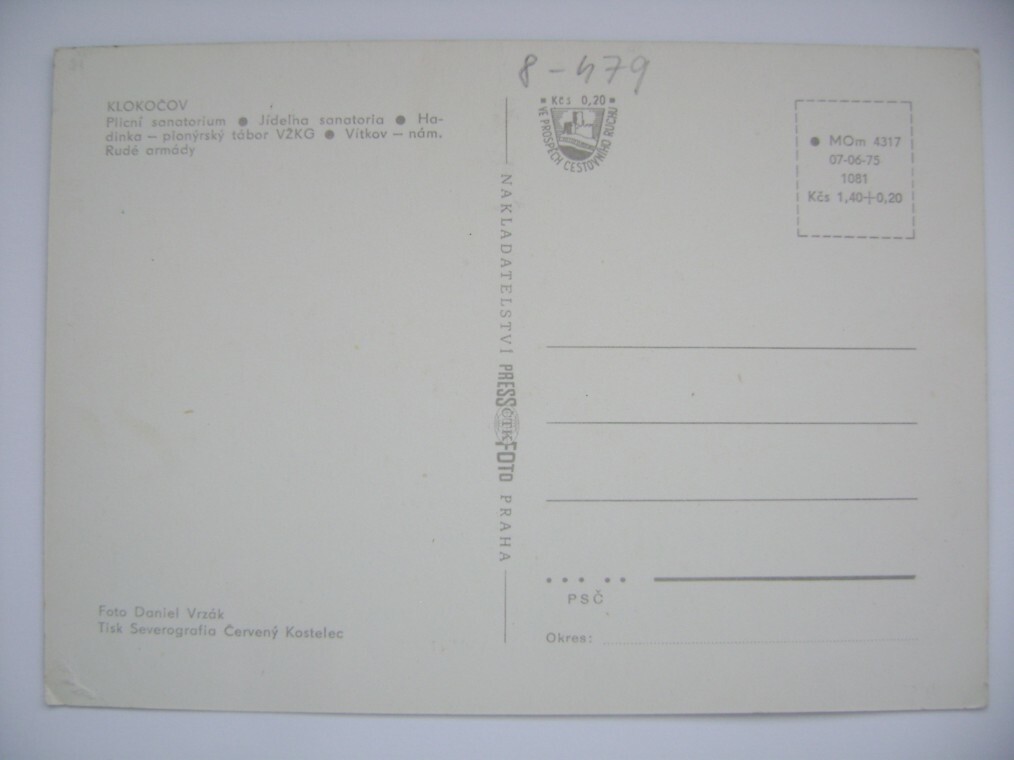 8-479
KLOKOČOV
Plicní sanatorium ● Jídelna sanatoria ● Ha-
dinka – pionýrský tábor VŽKG ● Vítkov – nám.
Rudé armády
Kčs 0,20
VE PROSPĚCH CESTOVNÍHO RUCHU
● MOm 4317
07-06-75
1081
Kčs 1,40+0,20
NAKLADATELSTVÍ PRESSFOTO PRAHA
ČTK
PSČ
Okres:
Foto Daniel Vrzák
Tisk Severografia Červený Kostelec